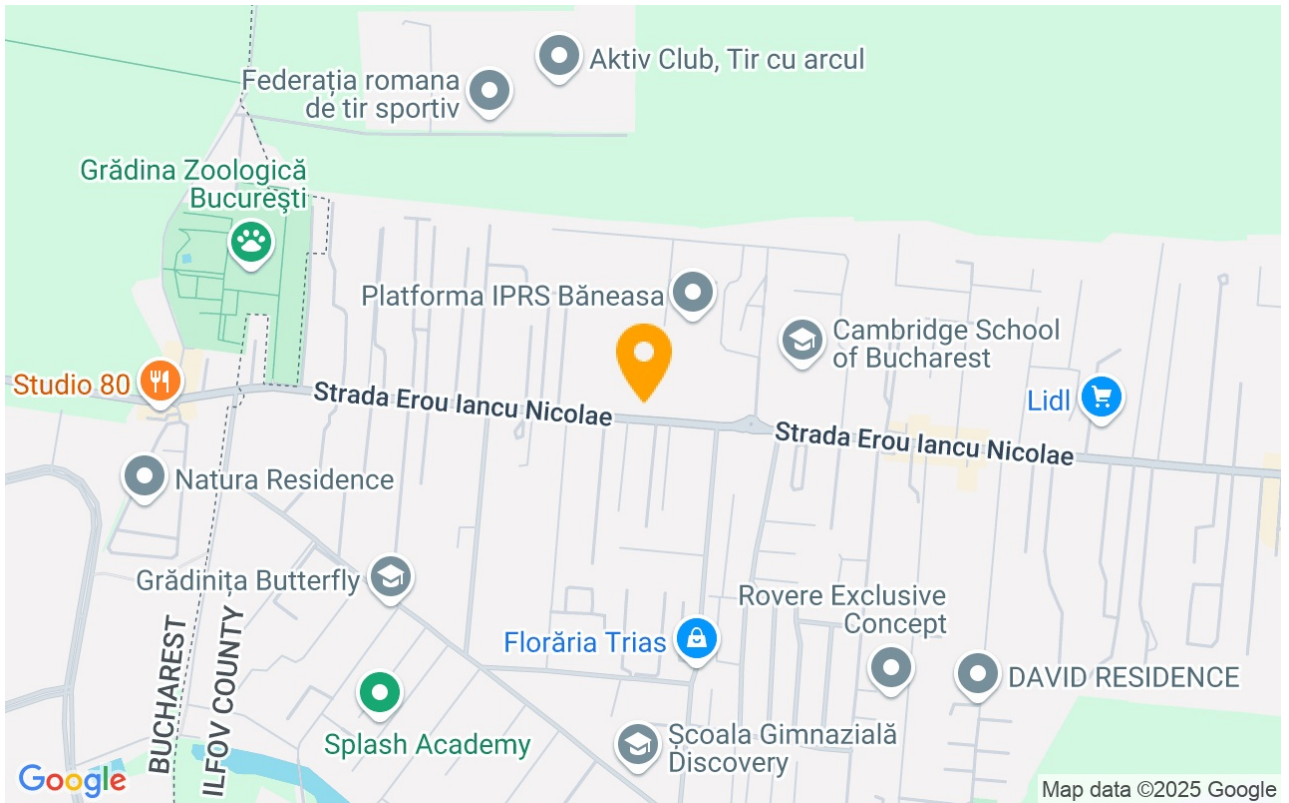 Aktiv Club, Tir cu arcul
Federația romana
de tir sportiv
Grădina Zoologică
Bucureşti
Platforma IPRS Băneasa
Cambridge School
of Bucharest
Studio 80
Strada Erou Iancu Nicolae
Lidl
Strada Erou Iancu Nicolae
Natura Residence
Grădinița Butterfly
Rovere Exclusive
Concept
Florăria Trias
BUCHAREST
ILFOV COUNTY
DAVID RESIDENCE
Splash Academy
Școala Gimnazială
Discovery
Google
Map data ©2025 Google